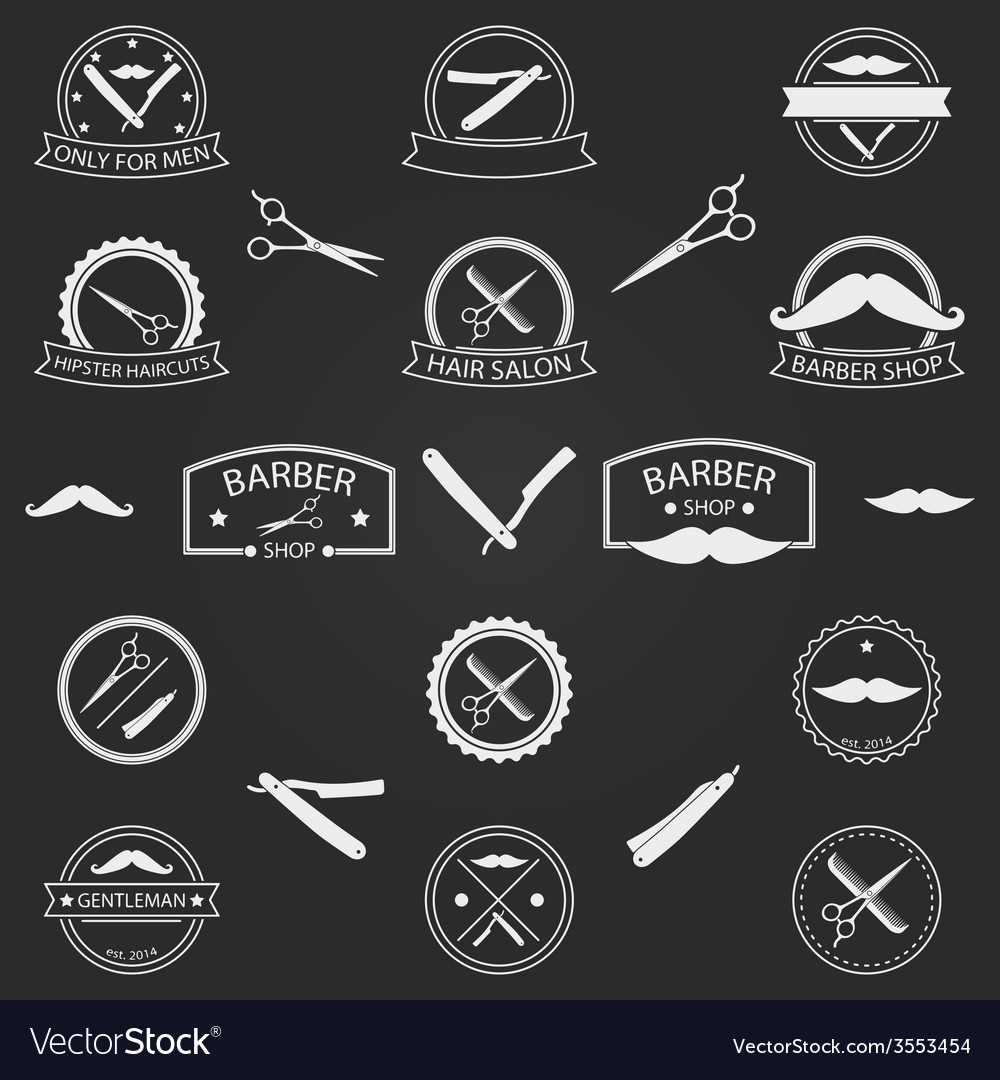 ONLY FOR MEN
HIPSTER HAIRCUTS
HAIR SALON
BARBER SHOP
BARBER
SHOP
BARBER
SHOP
est. 2014
GENTLEMAN
est. 2014
VectorStock®
VectorStock.com/3553454